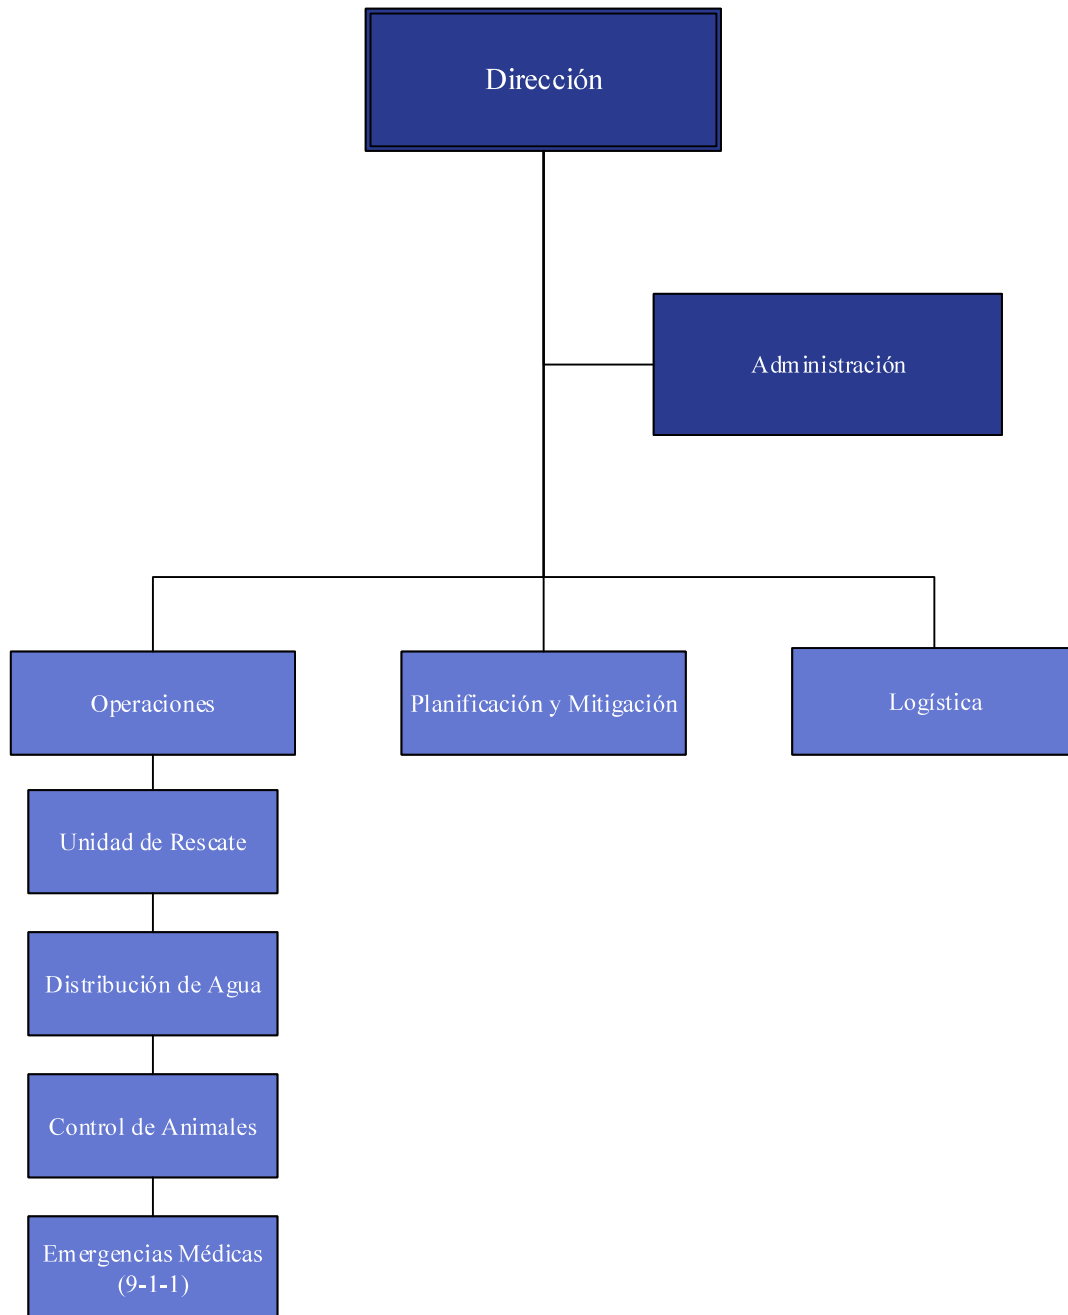 Dirección
Administración
Operaciones
Planificación y Mitigación
Logística
Unidad de Rescate
Distribución de Agua
Control de Animales
Emergencias Médicas
(9-1-1)